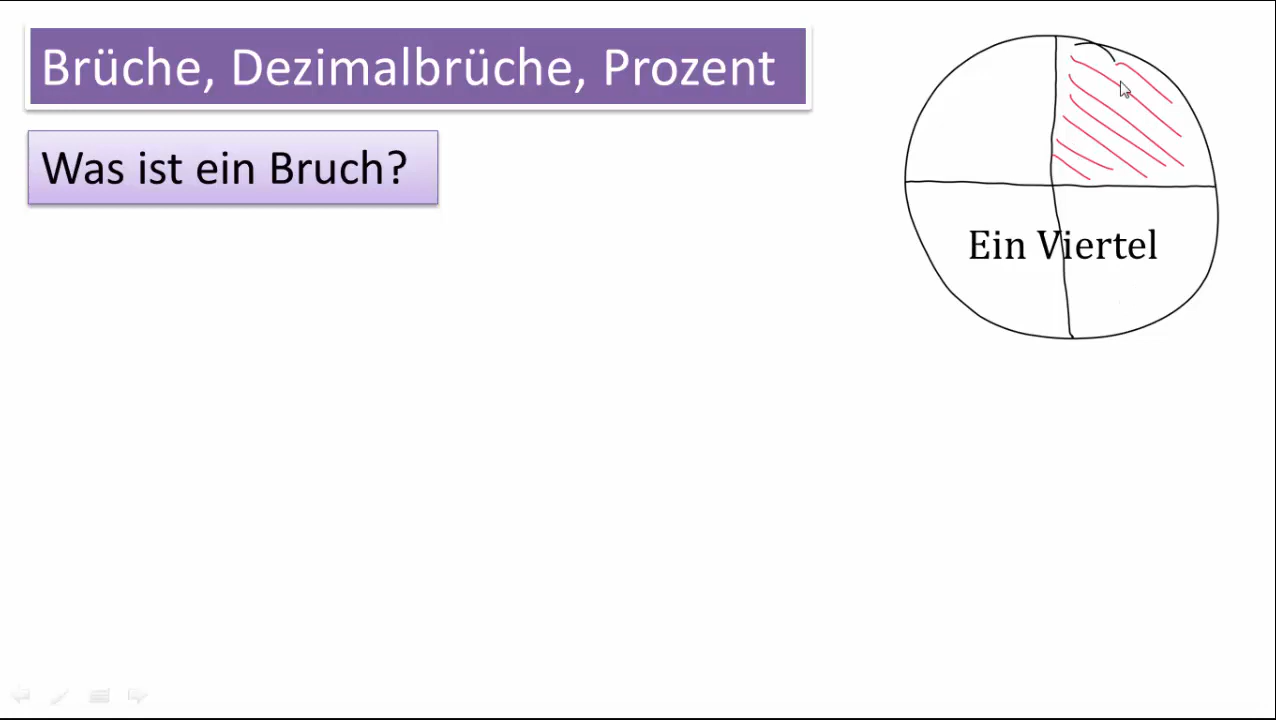 Brüche, Dezimalbrüche, Prozent
Was ist ein Bruch?
Ein Viertel